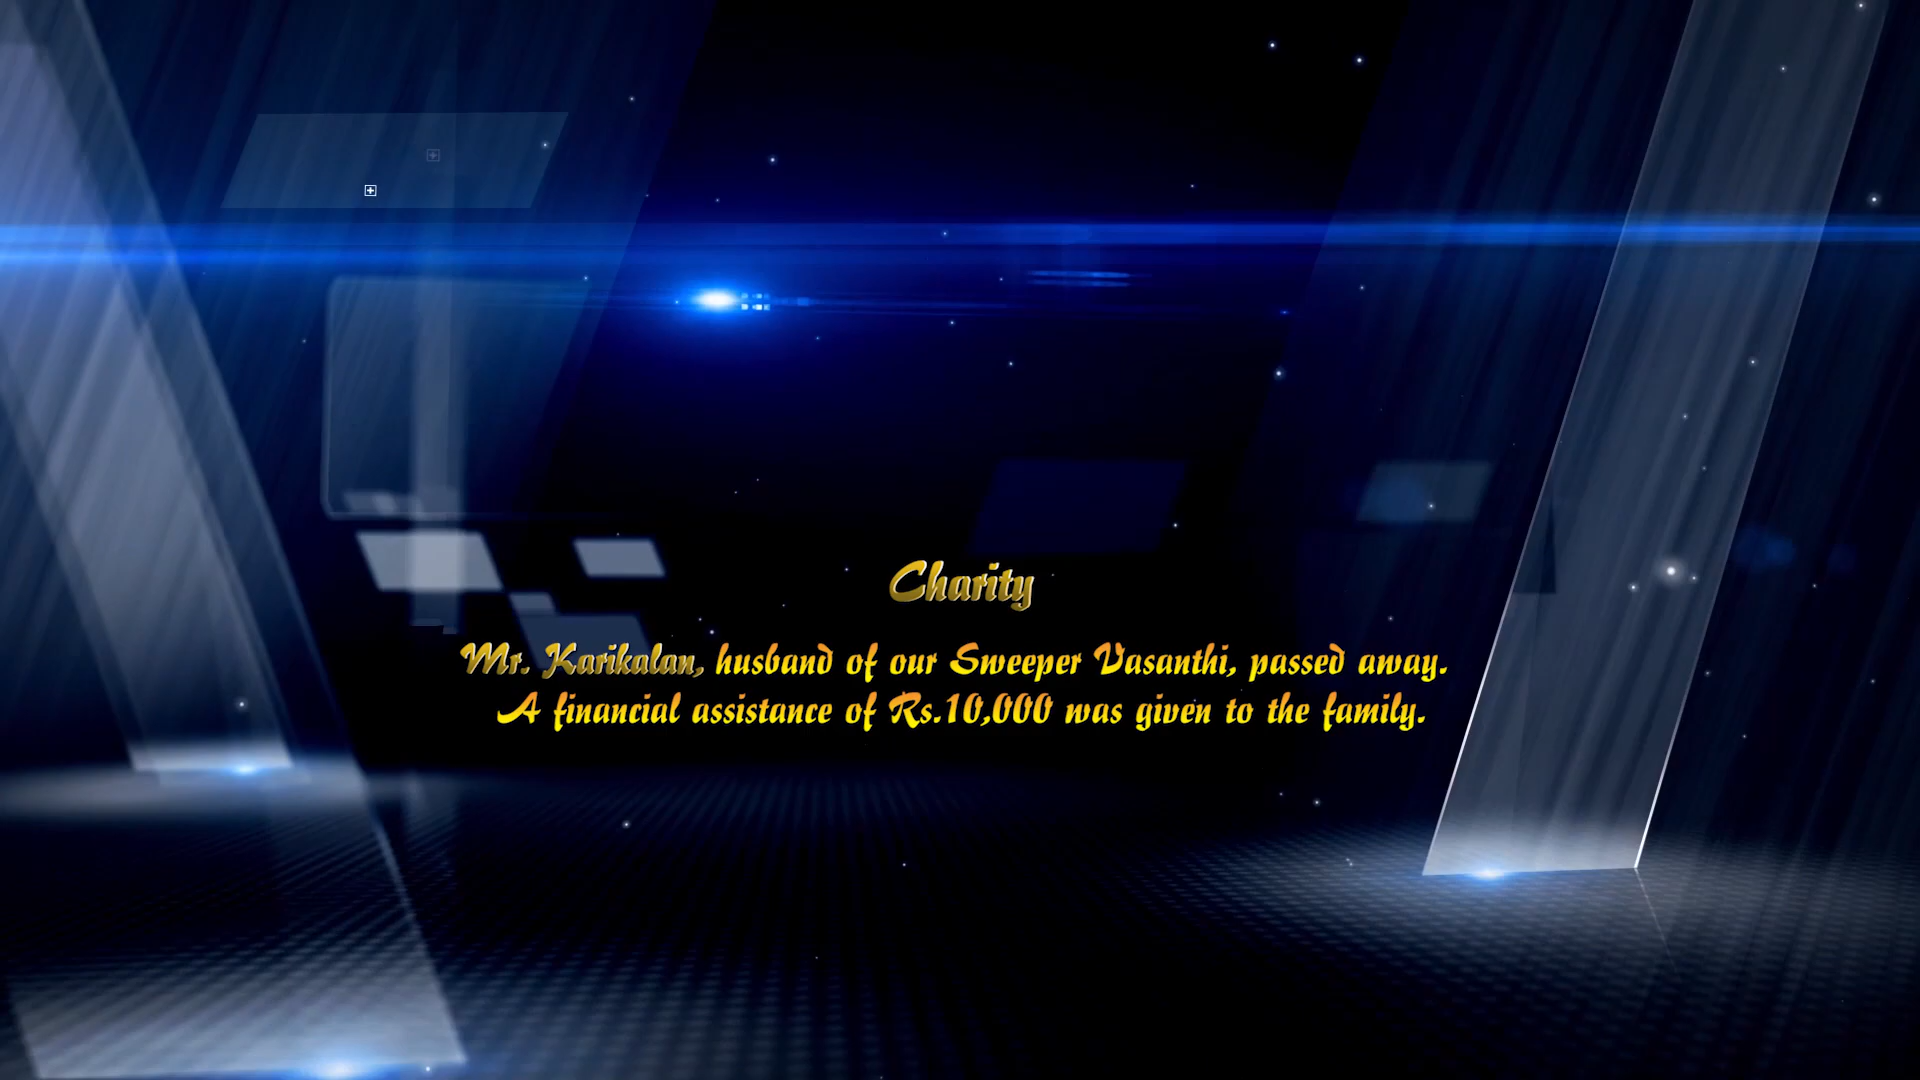 Charity
Mr. Karikalan, husband of our Sweeper Vasanthi, passed away.
A financial assistance of Rs.10,000 was given to the family.